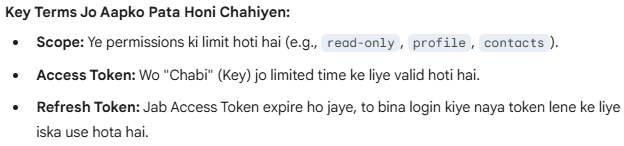 Key Terms Jo Aapko Pata Honi Chahiyen:
• Scope: Ye permissions ki limit hoti hai (e.g., read-only, profile, contacts).
• Access Token: Wo "Chabi" (Key) jo limited time ke liye valid hoti hai.
• Refresh Token: Jab Access Token expire ho jaye, to bina login kiye naya token lene ke liye
iska use hota hai.